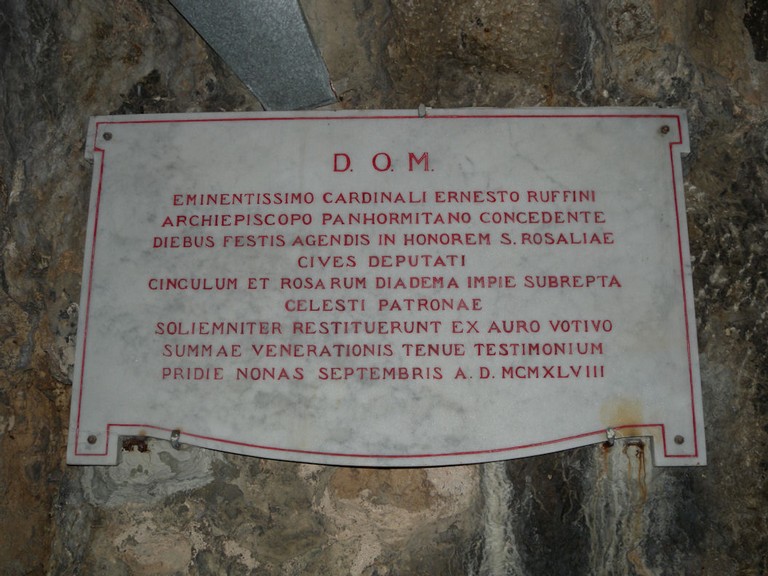 D. O. M.
EMINENTISSIMO CARDINALI ERNESTO RUFFINI
ARCHIEPISCOPO PANHORMITANO CONCEDENTE
DIEBUS FESTIS AGENDIS IN HONOREM S. ROSALIAE
CIVES DEPUTATI
CINCULUM ET ROSARUM DIADEMA IMPIE SUBREPTA
CELESTI PATRONAE
SOLIEMNITER RESTITUERUNT EX AURO VOTIVO
SUMMAE VENERATIONIS TENUE TESTIMONIUM
PRIDIE NONAS SEPTEMBRIS A. D. MCMXLVIII